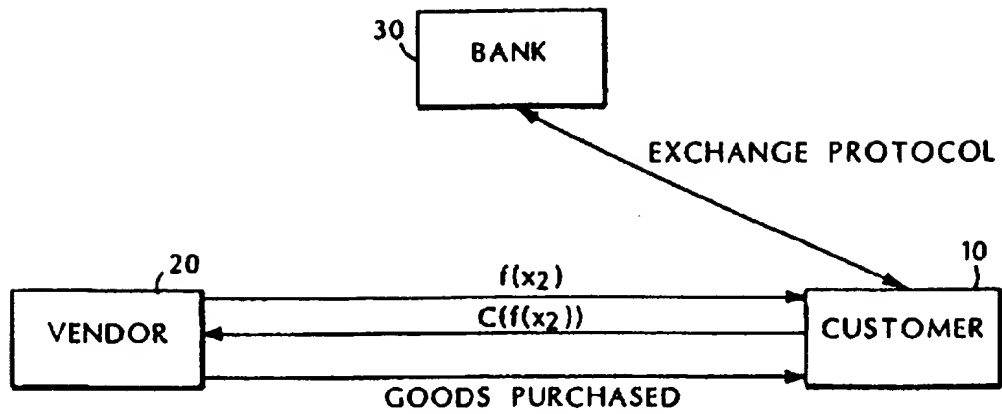 30
BANK
EXCHANGE PROTOCOL
10
20
f(x₂)
C(f(x₂))
VENDOR
CUSTOMER
GOODS PURCHASED